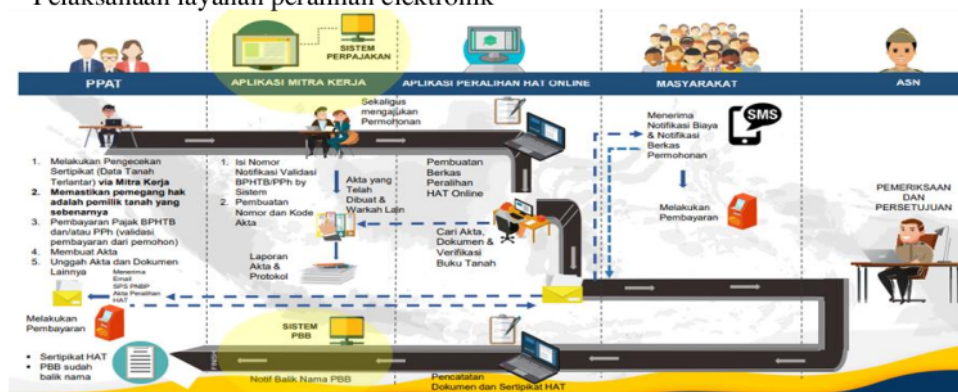 Pelaksanaan layanan peralihan elektronik
SISTEM
PERPAJAKAN
PPAT
APLIKASI MITRA KERJA
APLIKASI PERALIHAN HAT ONLINE
MASYARAKAT
ASN
1. Melakukan Pengecekan
Sertipikat (Data Tanah
Terlantar) via Mitra Kerja
2. Memastikan pemegang hak
adalah pemilik tanah yang
sebenarnya
3. Pembayaran Pajak BPHTB
dan/atau PPh (validasi
pembayaran dari pemohon)
4. Membuat Akta
5. Unggah Akta dan Dokumen
Lainnya
Menerima
Email
SPS PNBP
Akta Peralihan
HAT
Melakukan
Pembayaran
• Sertipikat HAT
• PBB sudah
balik nama
Sekaligus
mengajukan
Permohonan
1. Isi Nomor
Notifikasi Validasi
BPHTB/PPh by
Sistem
2. Pembuatan
Nomor dan Kode
Akta
Akta yang
Telah
Dibuat &
Warkah Lain
Laporan
Akta &
Protokol
Pembuatan
Berkas
Peralihan
HAT Online
Cari Akta,
Dokumen &
Verifikasi
Buku Tanah
Menerima
Notifikasi Biaya
& Notifikasi
Berkas
Permohonan
SMS
Melakukan
Pembayaran
PEMERIKSAAN
DAN
PERSETUJUAN
SISTEM
PBB
FINISH
Notif Balik Nama PBB
Pencatatan
Dokumen dan Sertipikat HAT